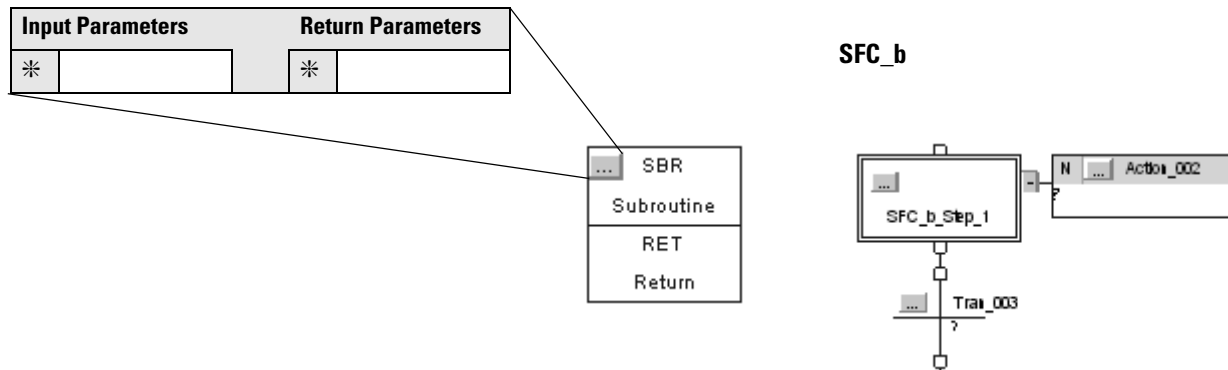 Input Parameters Return Parameters
* *
SFC_b
... SBR
Subroutine
RET
Return
...
SFC_b_Step_1
-
N ... Action_002
?
... Tran_003
?